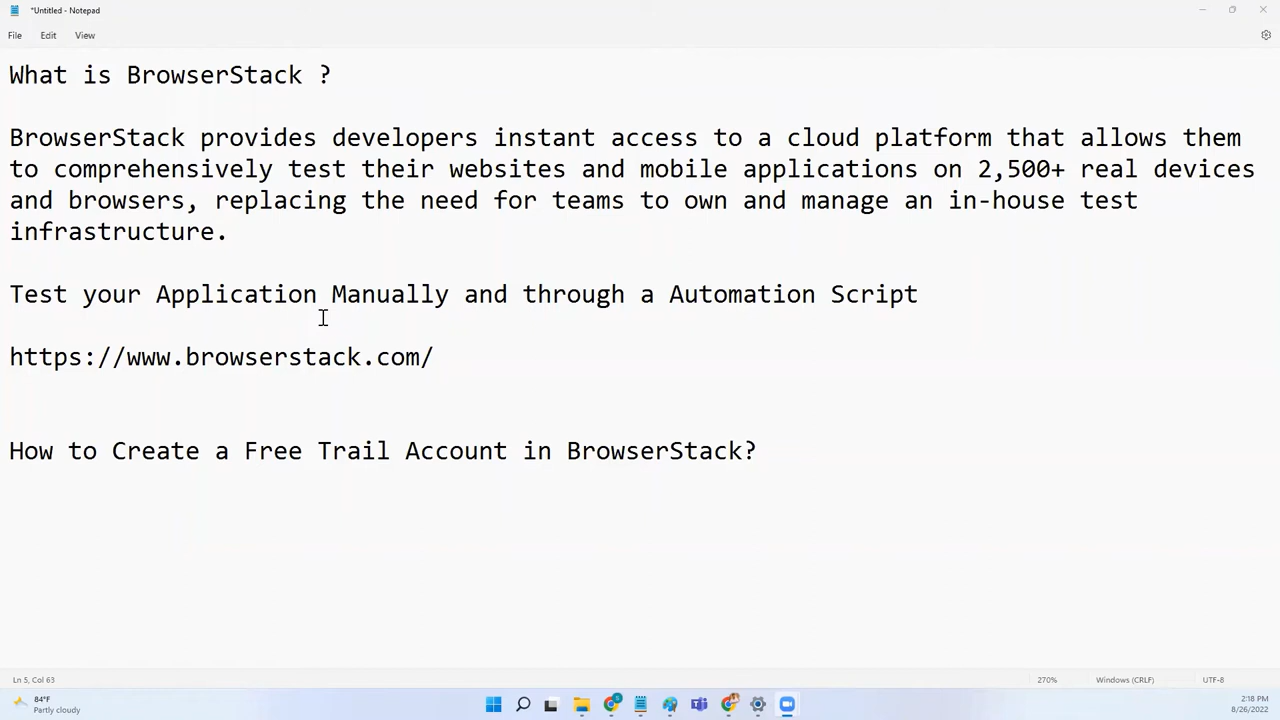 *Untitled - Notepad
File Edit View
What is BrowserStack ?
BrowserStack provides developers instant access to a cloud platform that allows them
to comprehensively test their websites and mobile applications on 2,500+ real devices
and browsers, replacing the need for teams to own and manage an in-house test
infrastructure.
Test your Application Manually and through a Automation Script
https://www.browserstack.com/
How to Create a Free Trail Account in BrowserStack?
Ln 5, Col 63 270% Windows (CRLF) UTF-8
84°F
Partly cloudy
2:18 PM
8/26/2022